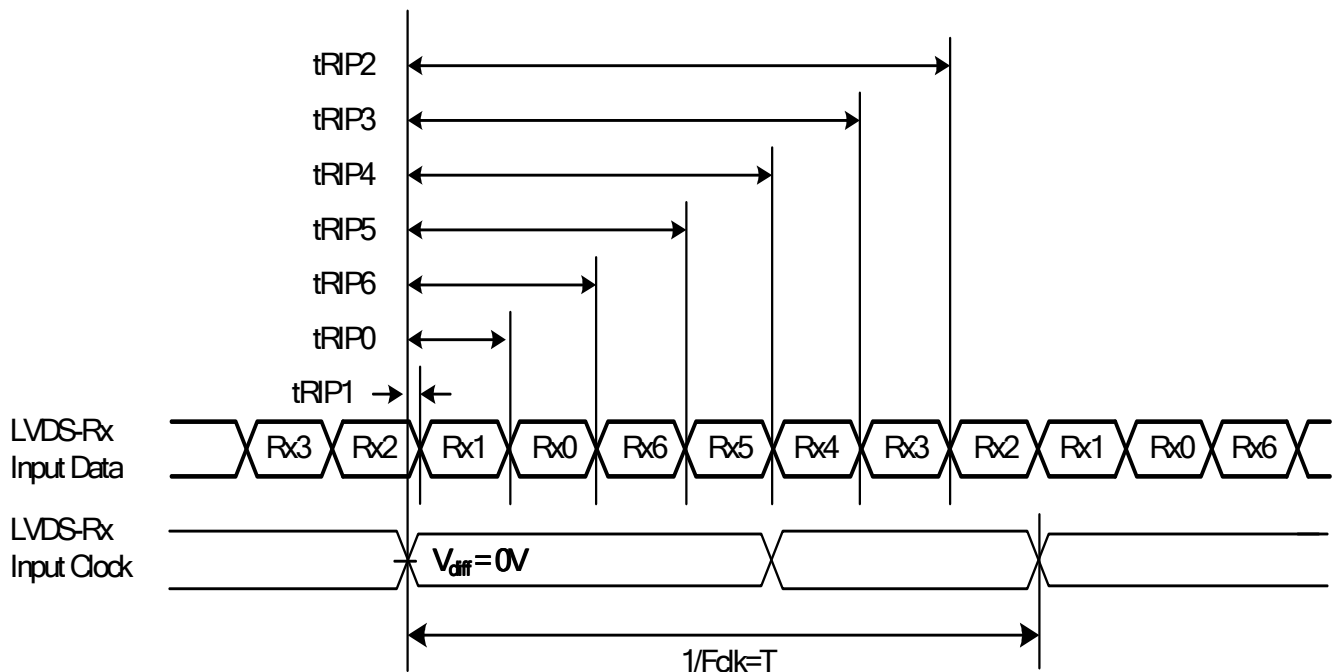 tRIP2
tRIP3
tRIP4
tRIP5
tRIP6
tRIP0
tRIP1
LVDS-Rx
Input Data
Rx3 Rx2 Rx1 Rx0 Rx6 Rx5 Rx4 Rx3 Rx2 Rx1 Rx0 Rx6
LVDS-Rx
Input Clock
Vdiff = 0V
1/Fclk=T